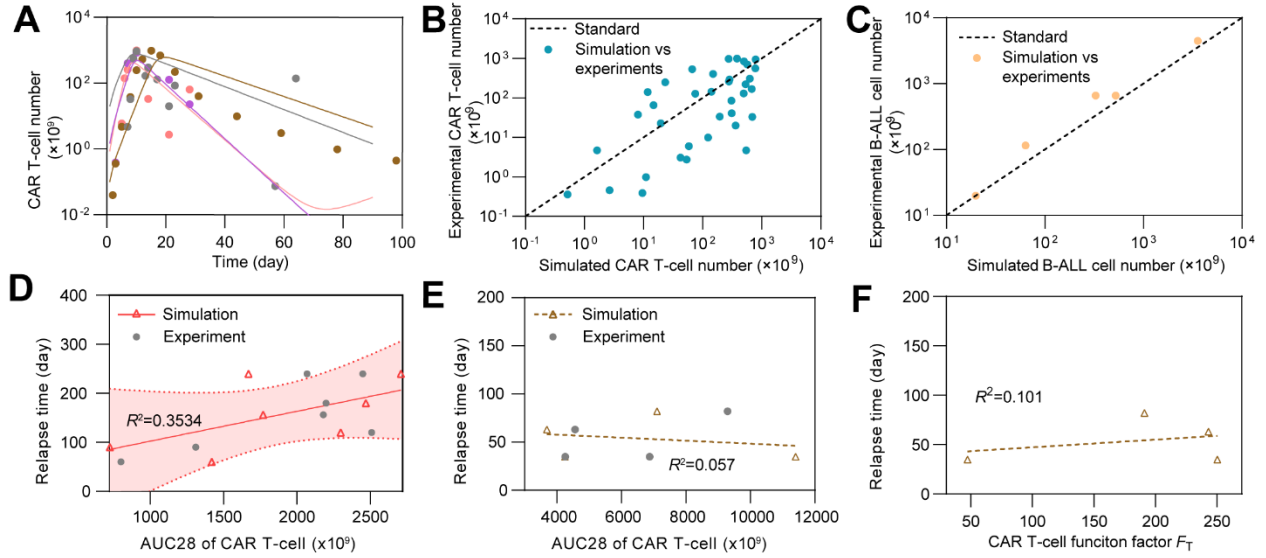 A
CAR T-cell number
(×10⁹)
10⁵
10²
10⁰
10⁻²
0
20
40
60
80
100
Time (day)
B
Experimental CAR T-cell number
(×10⁹)
10⁴
10³
10²
10¹
10⁰
10⁻¹
Standard
Simulation vs
experiments
10⁻¹
10⁰
10¹
10²
10³
10⁴
Simulated CAR T-cell number (×10⁹)
C
Experimental B-ALL cell number
(×10⁹)
10⁴
10³
10²
10¹
Standard
Simulation vs
experiments
10¹
10²
10³
10⁴
Simulated B-ALL cell number (×10⁹)
D
Relapse time (day)
400
300
200
100
0
Simulation
Experiment
R²=0.3534
1000
1500
2000
2500
AUC28 of CAR T-cell (x10⁹)
E
Relapse time (day)
200
150
100
50
0
Simulation
Experiment
R²=0.057
4000
6000
8000
10000
12000
AUC28 of CAR T-cell (x10⁹)
F
Relapse time (day)
200
150
100
50
0
R²=0.101
50
100
150
200
250
CAR T-cell funciton factor F_T